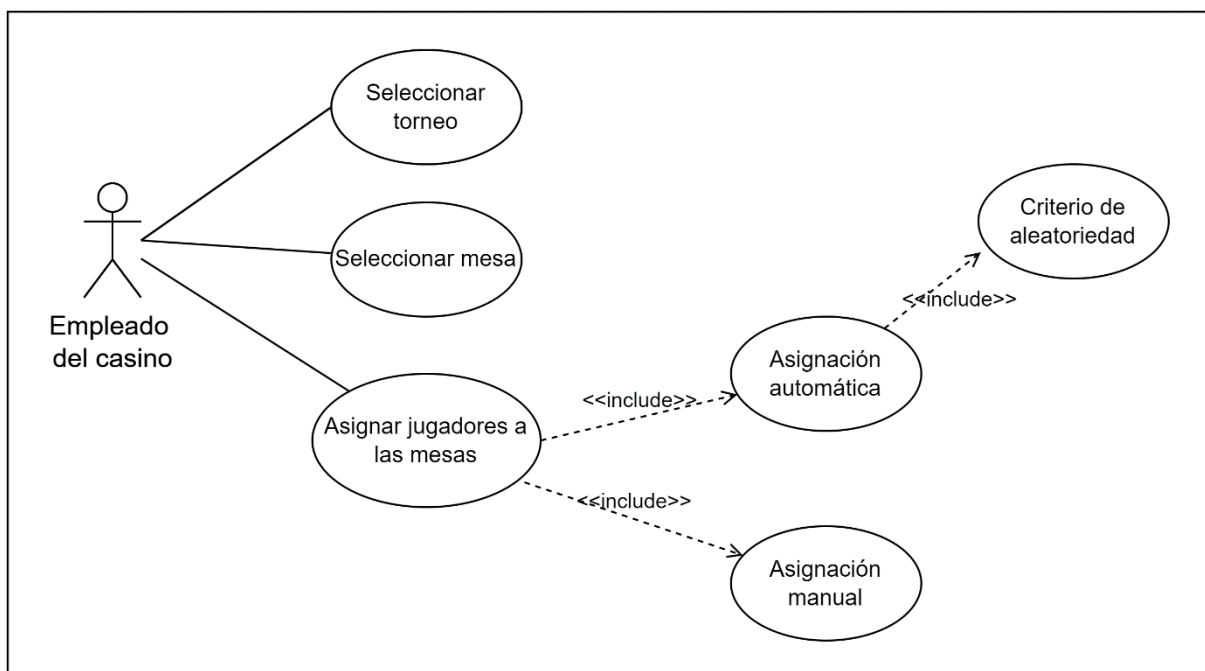 Seleccionar
torneo
Criterio de
aleatoriedad
Seleccionar mesa
<<include>>
Empleado
del casino
Asignación
automática
<<include>>
Asignar jugadores a
las mesas
<<include>>
Asignación
manual